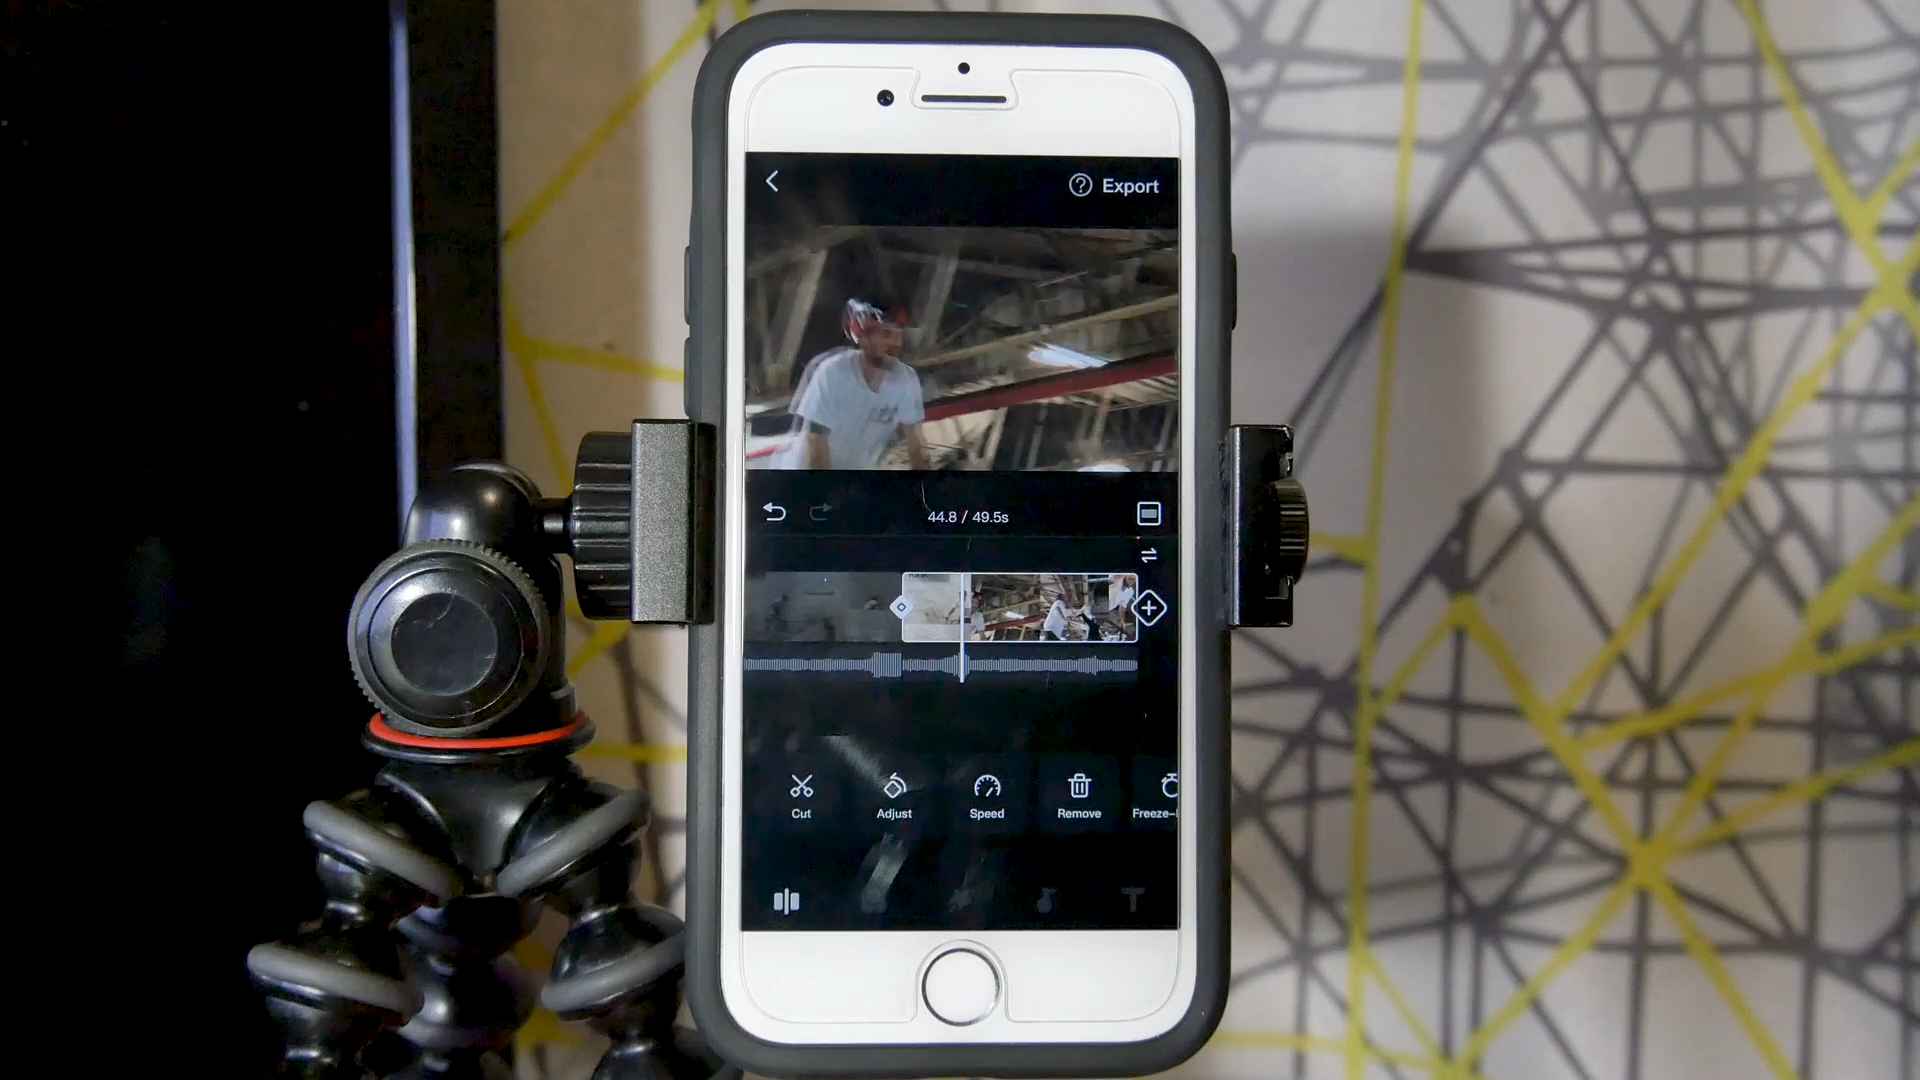 Export
44.8 / 49.5s
Cut
Adjust
Speed
Remove
Freeze-